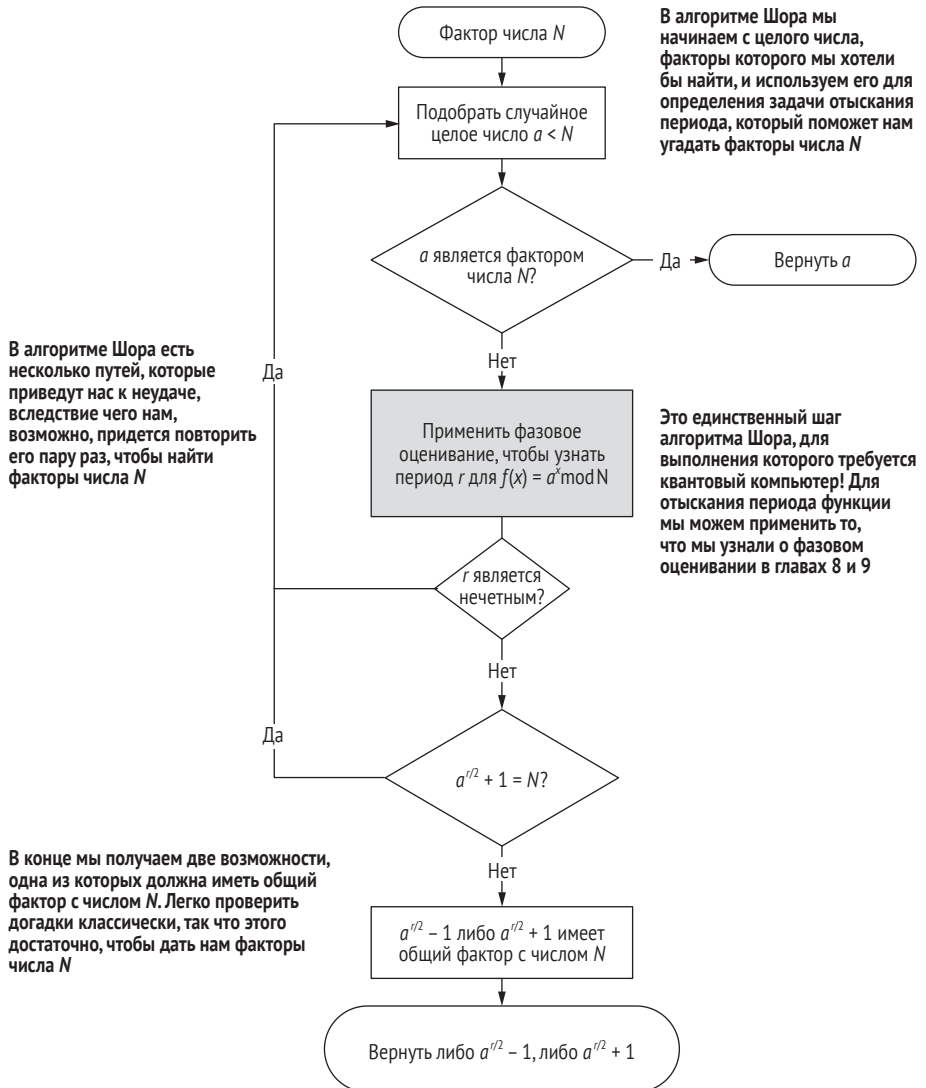 Фактор числа N
В алгоритме Шора мы
начинаем с целого числа,
факторы которого мы хотели
бы найти, и используем его для
определения задачи отыскания
периода, который поможет нам
угадать факторы числа N
Подобрать случайное
целое число a < N
a является фактором
числа N?
Да
Вернуть a
Нет
В алгоритме Шора есть
несколько путей, которые
приведут нас к неудаче,
вследствие чего нам,
возможно, придется повторить
его пару раз, чтобы найти
факторы числа N
Да
Применить фазовое
оценивание, чтобы узнать
период r для f(x) = aˣmod N
Это единственный шаг
алгоритма Шора, для
выполнения которого требуется
квантовый компьютер! Для
отыскания периода функции
мы можем применить то,
что мы узнали о фазовом
оценивании в главах 8 и 9
r является
нечетным?
Нет
Да
a^{r/2} + 1 = N?
Нет
В конце мы получаем две возможности,
одна из которых должна иметь общий
фактор с числом N. Легко проверить
догадки классически, так что этого
достаточно, чтобы дать нам факторы
числа N
a^{r/2} – 1 либо a^{r/2} + 1 имеет
общий фактор с числом N
Вернуть либо a^{r/2} – 1, либо a^{r/2} + 1